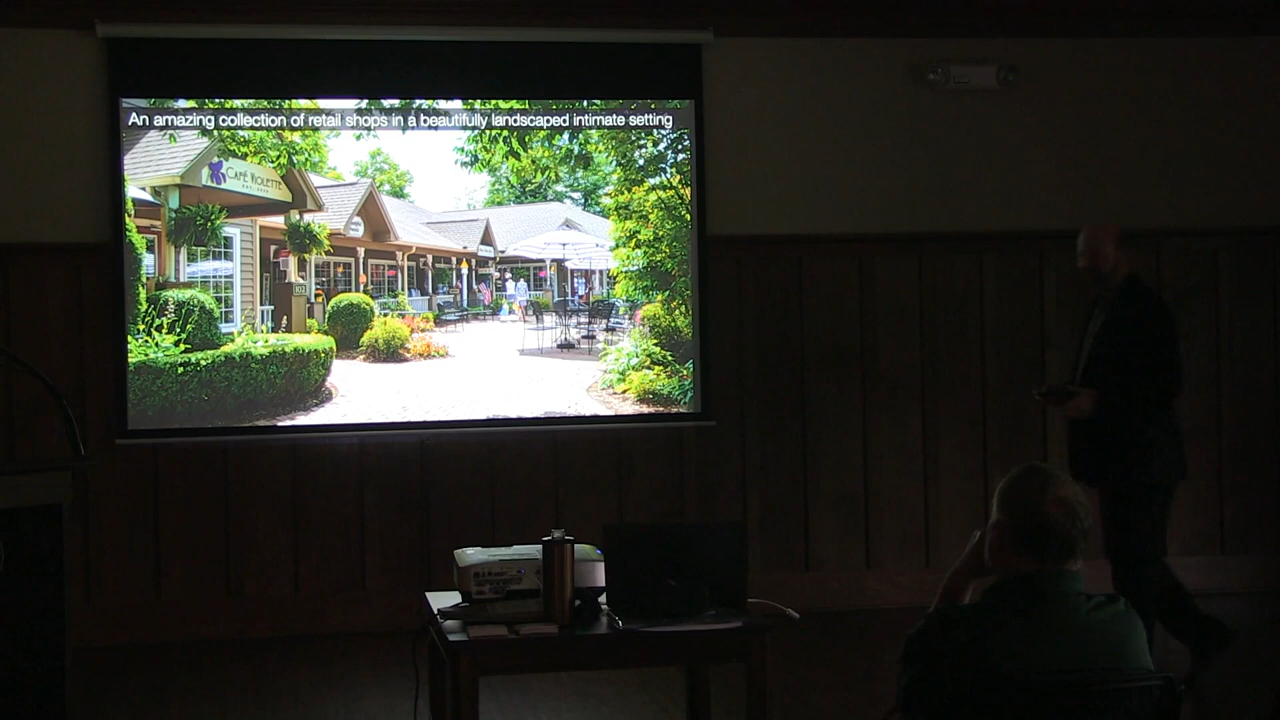 An amazing collection of retail shops in a beautifully landscaped intimate setting
CAFÉ VIOLETTE
102